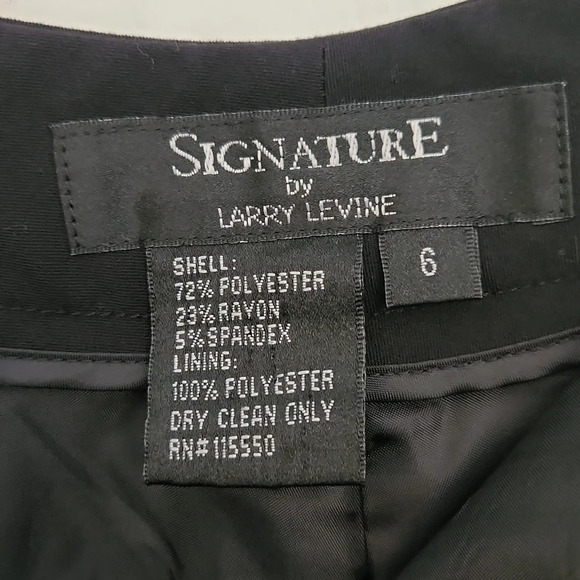 SIGNATURE
by
LARRY LEVINE
6
SHELL:
72% POLYESTER
23% RAYON
5% SPANDEX
LINING:
100% POLYESTER
DRY CLEAN ONLY
RN#115550